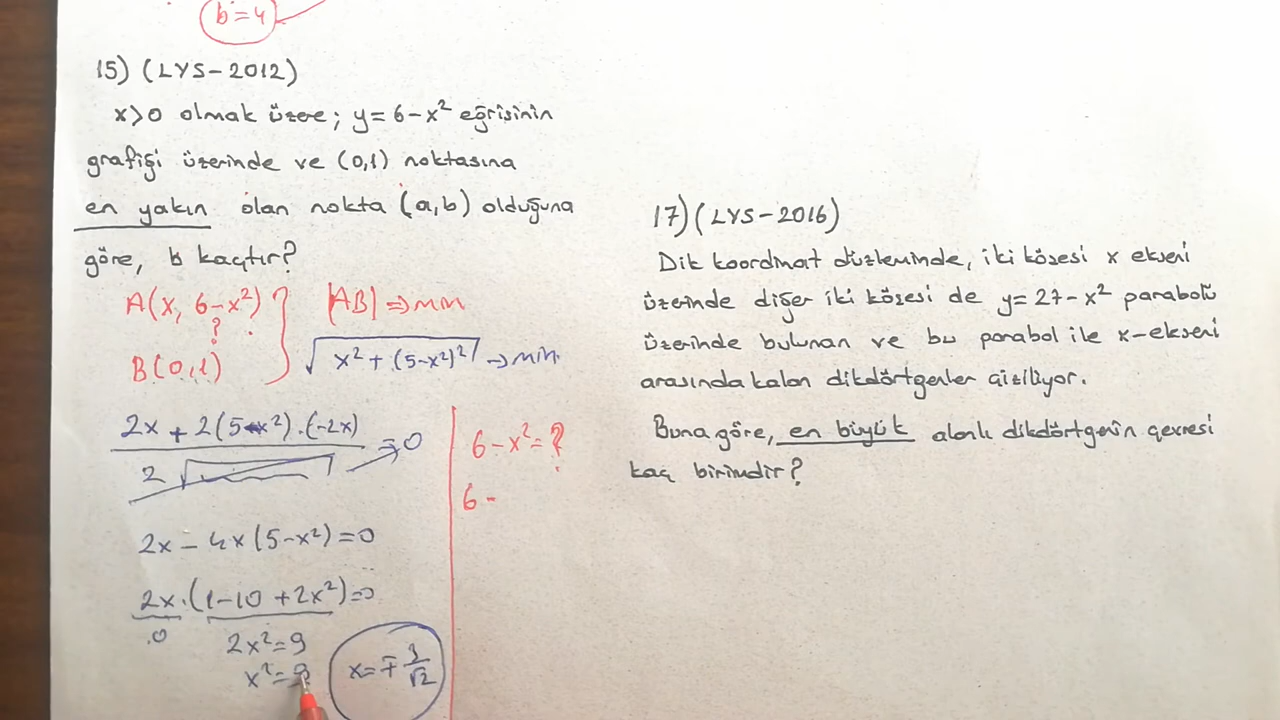 b=4
15) (LYS-2012)
x>0 olmak üzere; y=6-x² eğrisinin
grafiği üzerinde ve (0,1) noktasına
en yakın olan nokta (a,b) olduğuna
göre, b kaçtır?
A(x, 6-x²)
?
B(0,1)
|AB| => min
√x²+(5-x²)² → min
2x+2(5-x²).(-2x)
2√
=>0
2x-4x(5-x²)=0
2x.(1-10+2x²)=0
0
2x²=9
x²=9
x=∓3/√2
6-x²=?
6-
17)(LYS-2016)
Dik koordinat düzleminde, iki köşesi x ekseni
üzerinde diğer iki köşesi de y=27-x² parabolü
üzerinde bulunan ve bu parabol ile x-ekseni
arasında kalan dikdörtgenler çiziliyor.
Buna göre, en büyük alanlı dikdörtgenin çevresi
kaç birimdir?